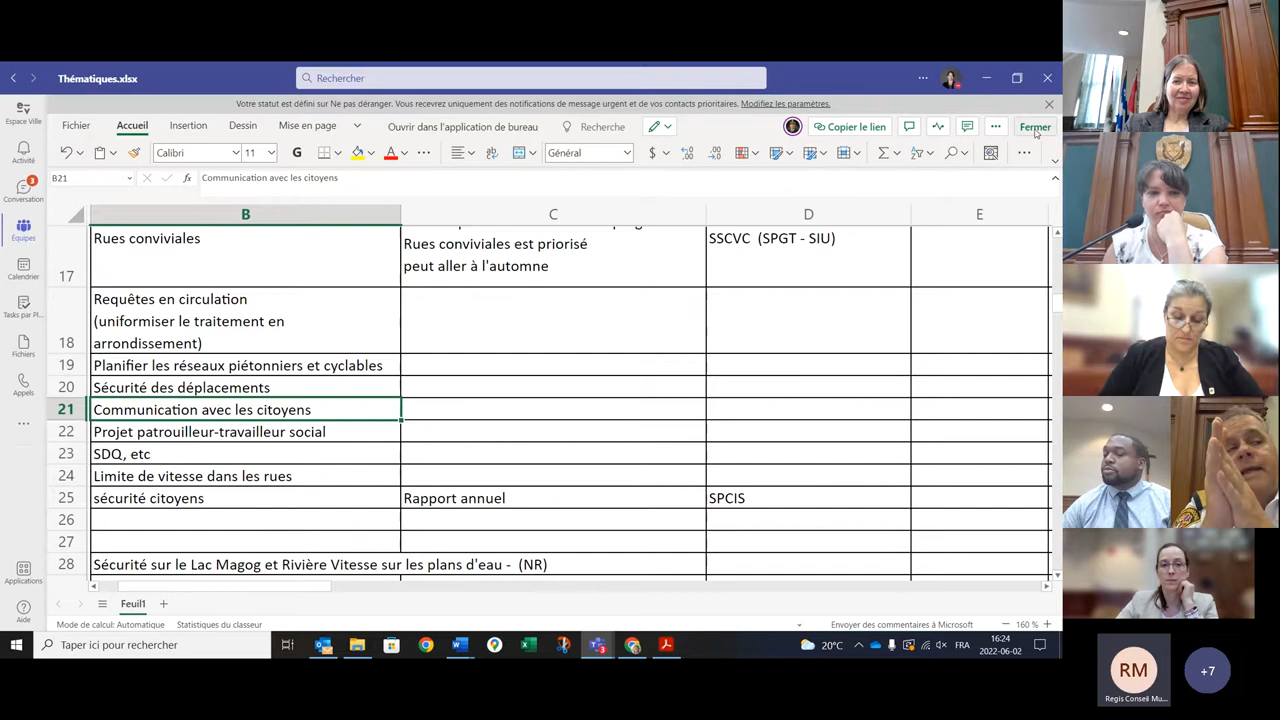 Thématiques.xlsx
Rechercher
Votre statut est défini sur Ne pas déranger. Vous recevrez uniquement des notifications de message urgent et de vos contacts prioritaires. Modifiez les paramètres.
Espace Ville
Activité
3
Conversation
Équipes
Calendrier
Tasks par Pl...
Fichiers
Appels
Applications
Aide
Fichier
Accueil
Insertion
Dessin
Mise en page
Ouvrir dans l'application de bureau
Recherche
Copier le lien
Fermer
Calibri
11
G
Général
B21
fx
Communication avec les citoyens
B C D E
17
Rues conviviales
Rues conviviales est priorisé
peut aller à l'automne
SSCVC (SPGT - SIU)
18
Requêtes en circulation
(uniformiser le traitement en
arrondissement)
19 Planifier les réseaux piétonniers et cyclables
20 Sécurité des déplacements
21 Communication avec les citoyens
22 Projet patrouilleur-travailleur social
23 SDQ, etc
24 Limite de vitesse dans les rues
25 sécurité citoyens Rapport annuel SPCIS
26
27
28 Sécurité sur le Lac Magog et Rivière Vitesse sur les plans d'eau - (NR)
Feuil1
Mode de calcul: Automatique Statistiques du classeur
Envoyer des commentaires à Microsoft
160 %
Taper ici pour rechercher
20°C
FRA
16:24
2022-06-02
RM
Regis Conseil Mu...
+7